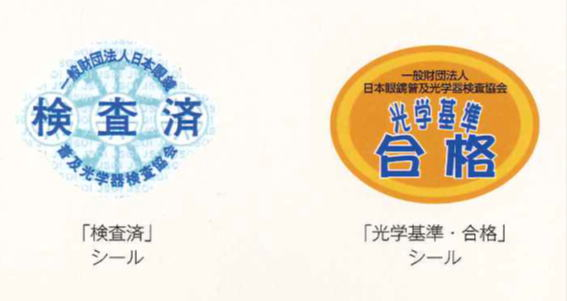 一般財団法人日本眼鏡
検査済
普及光学器検査協会
「検査済」
シール
一般財団法人
日本眼鏡普及光学器検査協会
光学基準
合格
「光学基準・合格」
シール